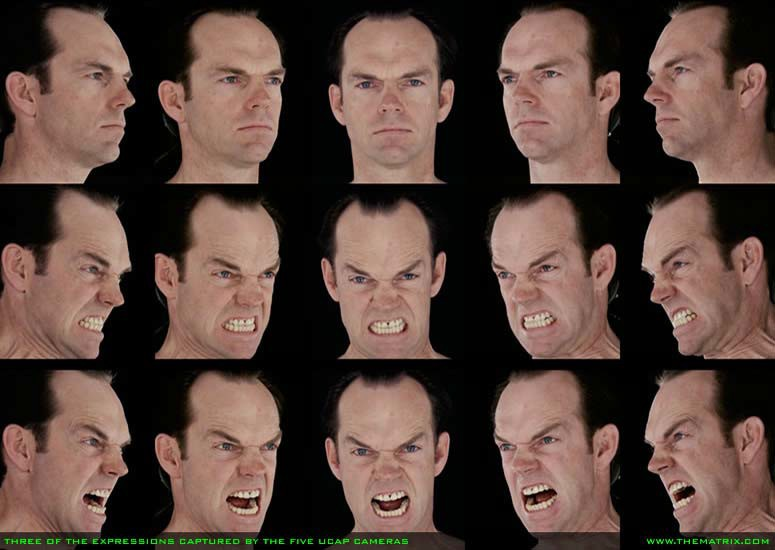 THREE OF THE EXPRESSIONS CAPTURED BY THE FIVE UCAP CAMERAS
WWW.THEMATRIX.COM